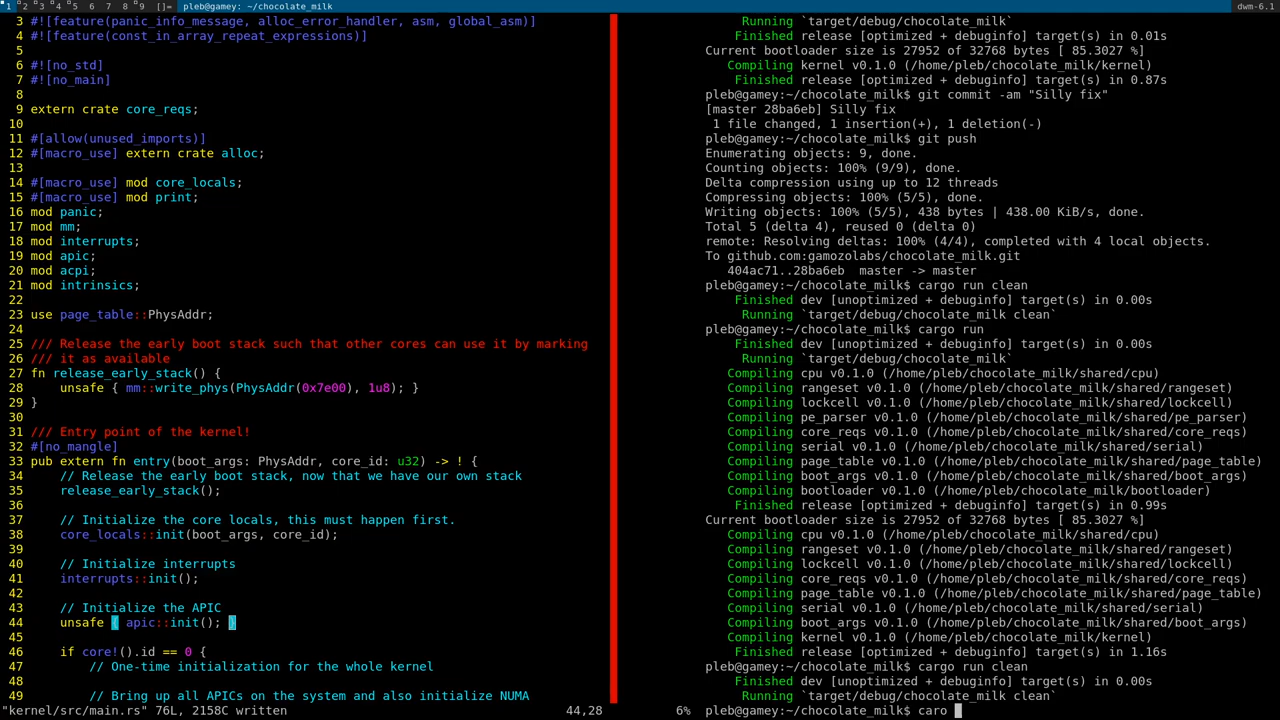 1 2 3 4 5 6 7 8 9 []= pleb@gamey:~/chocolate_milk dwm-6.1
3 #![feature(panic_info_message, alloc_error_handler, asm, global_asm)]
4 #![feature(const_in_array_repeat_expressions)]
5
6 #![no_std]
7 #![no_main]
8
9 extern crate core_reqs;
10
11 #[allow(unused_imports)]
12 #[macro_use] extern crate alloc;
13
14 #[macro_use] mod core_locals;
15 #[macro_use] mod print;
16 mod panic;
17 mod mm;
18 mod interrupts;
19 mod apic;
20 mod acpi;
21 mod intrinsics;
22
23 use page_table::PhysAddr;
24
25 /// Release the early boot stack such that other cores can use it by marking
26 /// it as available
27 fn release_early_stack() {
28     unsafe { mm::write_phys(PhysAddr(0x7e00), 1u8); }
29 }
30
31 /// Entry point of the kernel!
32 #[no_mangle]
33 pub extern fn entry(boot_args: PhysAddr, core_id: u32) -> ! {
34     // Release the early boot stack, now that we have our own stack
35     release_early_stack();
36
37     // Initialize the core locals, this must happen first.
38     core_locals::init(boot_args, core_id);
39
40     // Initialize interrupts
41     interrupts::init();
42
43     // Initialize the APIC
44     unsafe { apic::init(); }
45
46     if core!().id == 0 {
47         // One-time initialization for the whole kernel
48
49         // Bring up all APICs on the system and also initialize NUMA
"kernel/src/main.rs" 76L, 2158C written 44,28 6%
Running `target/debug/chocolate_milk`
Finished release [optimized + debuginfo] target(s) in 0.01s
Current bootloader size is 27952 of 32768 bytes [ 85.3027 %]
Compiling kernel v0.1.0 (/home/pleb/chocolate_milk/kernel)
Finished release [optimized + debuginfo] target(s) in 0.87s
pleb@gamey:~/chocolate_milk$ git commit -am "Silly fix"
[master 28ba6eb] Silly fix
1 file changed, 1 insertion(+), 1 deletion(-)
pleb@gamey:~/chocolate_milk$ git push
Enumerating objects: 9, done.
Counting objects: 100% (9/9), done.
Delta compression using up to 12 threads
Compressing objects: 100% (5/5), done.
Writing objects: 100% (5/5), 438 bytes | 438.00 KiB/s, done.
Total 5 (delta 4), reused 0 (delta 0)
remote: Resolving deltas: 100% (4/4), completed with 4 local objects.
To github.com:gamozolabs/chocolate_milk.git
404ac71..28ba6eb  master -> master
pleb@gamey:~/chocolate_milk$ cargo run clean
Finished dev [unoptimized + debuginfo] target(s) in 0.00s
Running `target/debug/chocolate_milk clean`
pleb@gamey:~/chocolate_milk$ cargo run
Finished dev [unoptimized + debuginfo] target(s) in 0.00s
Running `target/debug/chocolate_milk`
Compiling cpu v0.1.0 (/home/pleb/chocolate_milk/shared/cpu)
Compiling rangeset v0.1.0 (/home/pleb/chocolate_milk/shared/rangeset)
Compiling lockcell v0.1.0 (/home/pleb/chocolate_milk/shared/lockcell)
Compiling pe_parser v0.1.0 (/home/pleb/chocolate_milk/shared/pe_parser)
Compiling core_reqs v0.1.0 (/home/pleb/chocolate_milk/shared/core_reqs)
Compiling serial v0.1.0 (/home/pleb/chocolate_milk/shared/serial)
Compiling page_table v0.1.0 (/home/pleb/chocolate_milk/shared/page_table)
Compiling boot_args v0.1.0 (/home/pleb/chocolate_milk/shared/boot_args)
Compiling bootloader v0.1.0 (/home/pleb/chocolate_milk/bootloader)
Finished release [optimized + debuginfo] target(s) in 0.99s
Current bootloader size is 27952 of 32768 bytes [ 85.3027 %]
Compiling cpu v0.1.0 (/home/pleb/chocolate_milk/shared/cpu)
Compiling rangeset v0.1.0 (/home/pleb/chocolate_milk/shared/rangeset)
Compiling lockcell v0.1.0 (/home/pleb/chocolate_milk/shared/lockcell)
Compiling core_reqs v0.1.0 (/home/pleb/chocolate_milk/shared/core_reqs)
Compiling page_table v0.1.0 (/home/pleb/chocolate_milk/shared/page_table)
Compiling serial v0.1.0 (/home/pleb/chocolate_milk/shared/serial)
Compiling boot_args v0.1.0 (/home/pleb/chocolate_milk/shared/boot_args)
Compiling kernel v0.1.0 (/home/pleb/chocolate_milk/kernel)
Finished release [optimized + debuginfo] target(s) in 1.16s
pleb@gamey:~/chocolate_milk$ cargo run clean
Finished dev [unoptimized + debuginfo] target(s) in 0.00s
Running `target/debug/chocolate_milk clean`
pleb@gamey:~/chocolate_milk$ caro